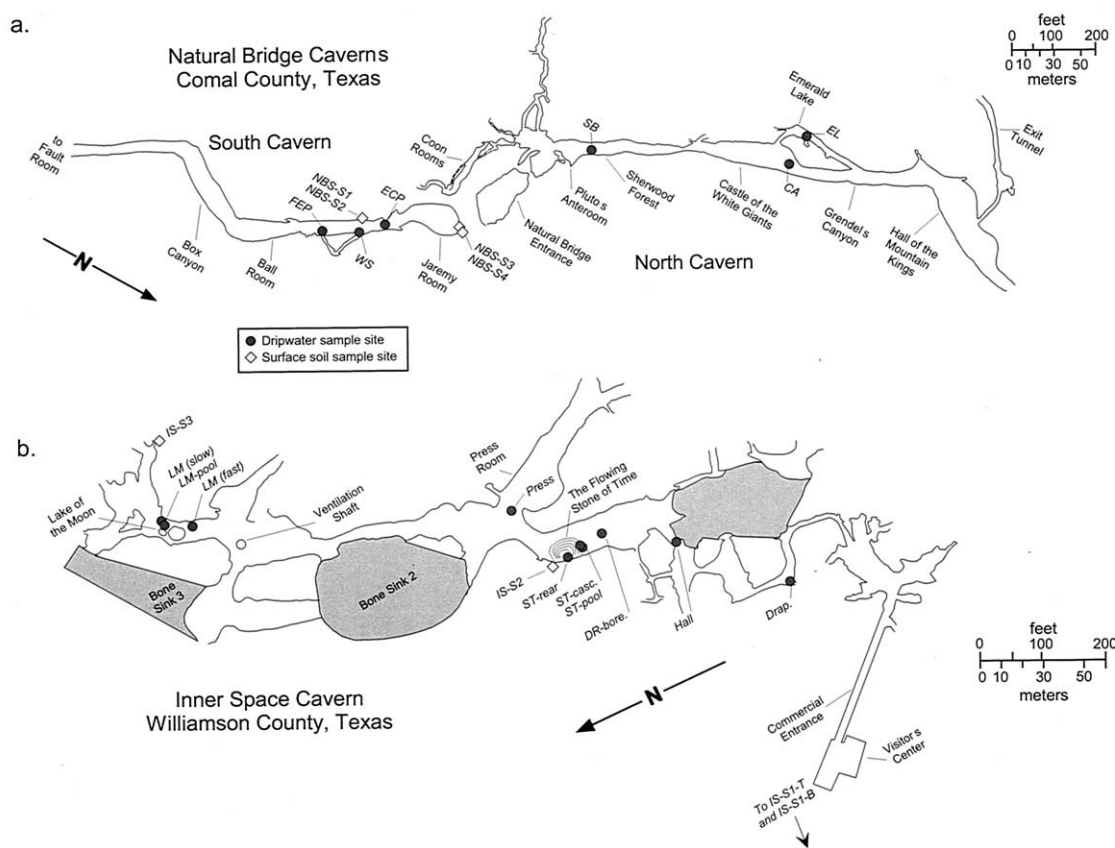 a.
Natural Bridge Caverns
Comal County, Texas
feet
0 100 200
0 10 30 50
meters
to
Fault
Room
South Cavern
Coon
Rooms
SB
Emerald
Lake
EL
Exit
Tunnel
NBS-S1
NBS-S2
ECP
FEP
Pluto's
Anteroom
Sherwood
Forest
Castle of the
White Giants
CA
Grendel's
Canyon
Hall of the
Mountain
Kings
Box
Canyon
Ball
Room
WS
Jaremy
Room
NBS-S3
NBS-S4
Natural Bridge
Entrance
North Cavern
N
Dripwater sample site
Surface soil sample site
b.
IS-S3
LM (slow)
LM-pool
LM (fast)
Lake of
the Moon
Ventilation
Shaft
Press
Room
Press
The Flowing
Stone of Time
Bone
Sink 3
Bone Sink 2
IS-S2
ST-rear
ST-casc.
ST-pool
DR-bore.
Hall
Drap.
feet
0 100 200
0 10 30 50
meters
Inner Space Cavern
Williamson County, Texas
N
Commercial
Entrance
Visitor's
Center
To IS-S1-T
and IS-S1-B